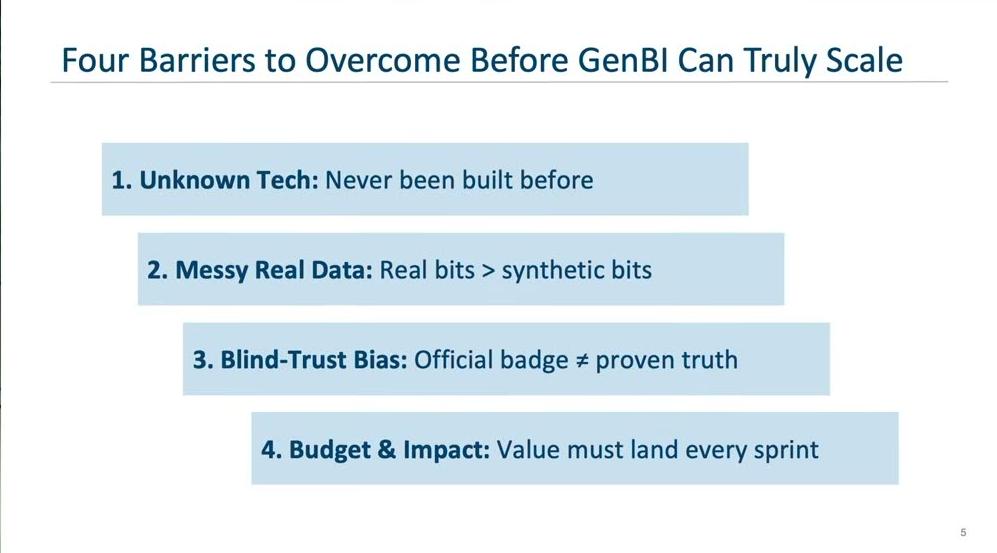 Four Barriers to Overcome Before GenBI Can Truly Scale
1. Unknown Tech: Never been built before
2. Messy Real Data: Real bits > synthetic bits
3. Blind-Trust Bias: Official badge ≠ proven truth
4. Budget & Impact: Value must land every sprint
5